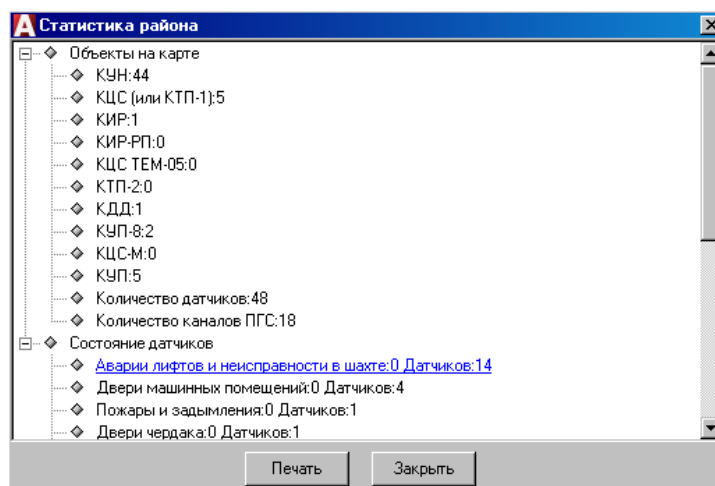 A Статистика района
Объекты на карте
КУН:44
КЦС (или КТП-1):5
КИР:1
КИР-РП:0
КЦС ТЕМ-05:0
КТП-2:0
КДД:1
КУП-8:2
КЦС-М:0
КУП:5
Количество датчиков:48
Количество каналов ПГС:18
Состояние датчиков
Аварии лифтов и неисправности в шахте:0 Датчиков:14
Двери машинных помещений:0 Датчиков:4
Пожары и задымления:0 Датчиков:1
Двери чердака:0 Датчиков:1
Печать Закрыть